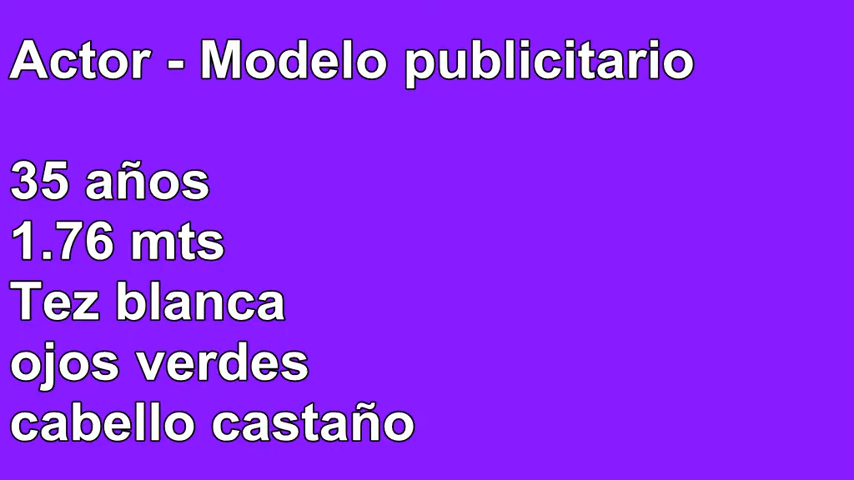 Actor - Modelo publicitario
35 años
1.76 mts
Tez blanca
ojos verdes
cabello castaño